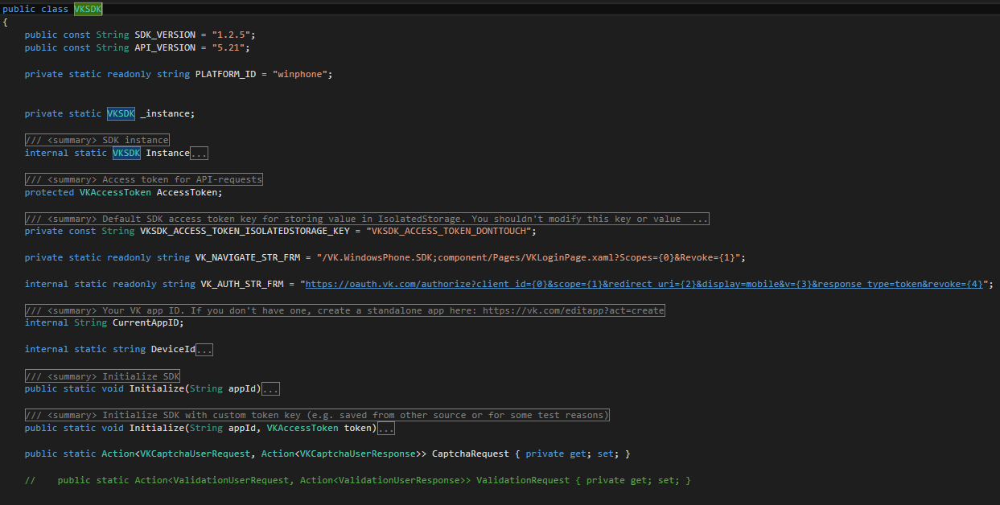 public class VKSDK
{
public const String SDK_VERSION = "1.2.5";
public const String API_VERSION = "5.21";
private static readonly string PLATFORM_ID = "winphone";
private static VKSDK _instance;
/// <summary> SDK instance
internal static VKSDK Instance...
/// <summary> Access token for API-requests
protected VKAccessToken AccessToken;
/// <summary> Default SDK access token key for storing value in IsolatedStorage. You shouldn't modify this key or value ...
private const String VKSDK_ACCESS_TOKEN_ISOLATEDSTORAGE_KEY = "VKSDK_ACCESS_TOKEN_DONTTOUCH";
private static readonly string VK_NAVIGATE_STR_FRM = "/VK.WindowsPhone.SDK;component/Pages/VKLoginPage.xaml?Scopes={0}&Revoke={1}";
internal static readonly string VK_AUTH_STR_FRM = "https://oauth.vk.com/authorize?client_id={0}&scope={1}&redirect_uri={2}&display=mobile&v={3}&response_type=token&revoke={4}";
/// <summary> Your VK app ID. If you don't have one, create a standalone app here: https://vk.com/editapp?act=create
internal String CurrentAppID;
internal static string DeviceId...
/// <summary> Initialize SDK
public static void Initialize(String appId)...
/// <summary> Initialize SDK with custom token key (e.g. saved from other source or for some test reasons)
public static void Initialize(String appId, VKAccessToken token)...
public static Action<VKCaptchaUserRequest, Action<VKCaptchaUserResponse>> CaptchaRequest { private get; set; }
// public static Action<ValidationUserRequest, Action<ValidationUserResponse>> ValidationRequest { private get; set; }